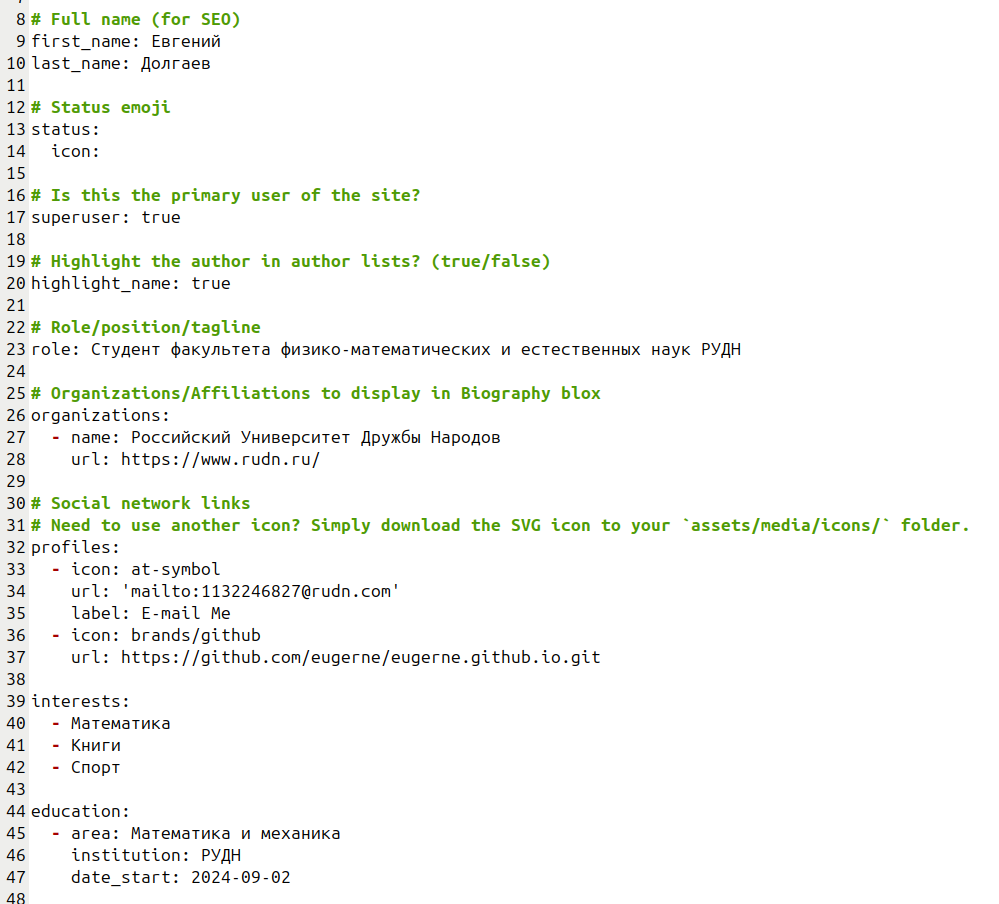 8 # Full name (for SEO)
9 first_name: Евгений
10 last_name: Долгаев
11
12 # Status emoji
13 status:
14   icon:
15
16 # Is this the primary user of the site?
17 superuser: true
18
19 # Highlight the author in author lists? (true/false)
20 highlight_name: true
21
22 # Role/position/tagline
23 role: Студент факультета физико-математических и естественных наук РУДН
24
25 # Organizations/Affiliations to display in Biography blox
26 organizations:
27   - name: Российский Университет Дружбы Народов
28     url: https://www.rudn.ru/
29
30 # Social network links
31 # Need to use another icon? Simply download the SVG icon to your `assets/media/icons/` folder.
32 profiles:
33   - icon: at-symbol
34     url: 'mailto:1132246827@rudn.com'
35     label: E-mail Me
36   - icon: brands/github
37     url: https://github.com/eugerne/eugerne.github.io.git
38
39 interests:
40   - Математика
41   - Книги
42   - Спорт
43
44 education:
45   - area: Математика и механика
46     institution: РУДН
47     date_start: 2024-09-02
48